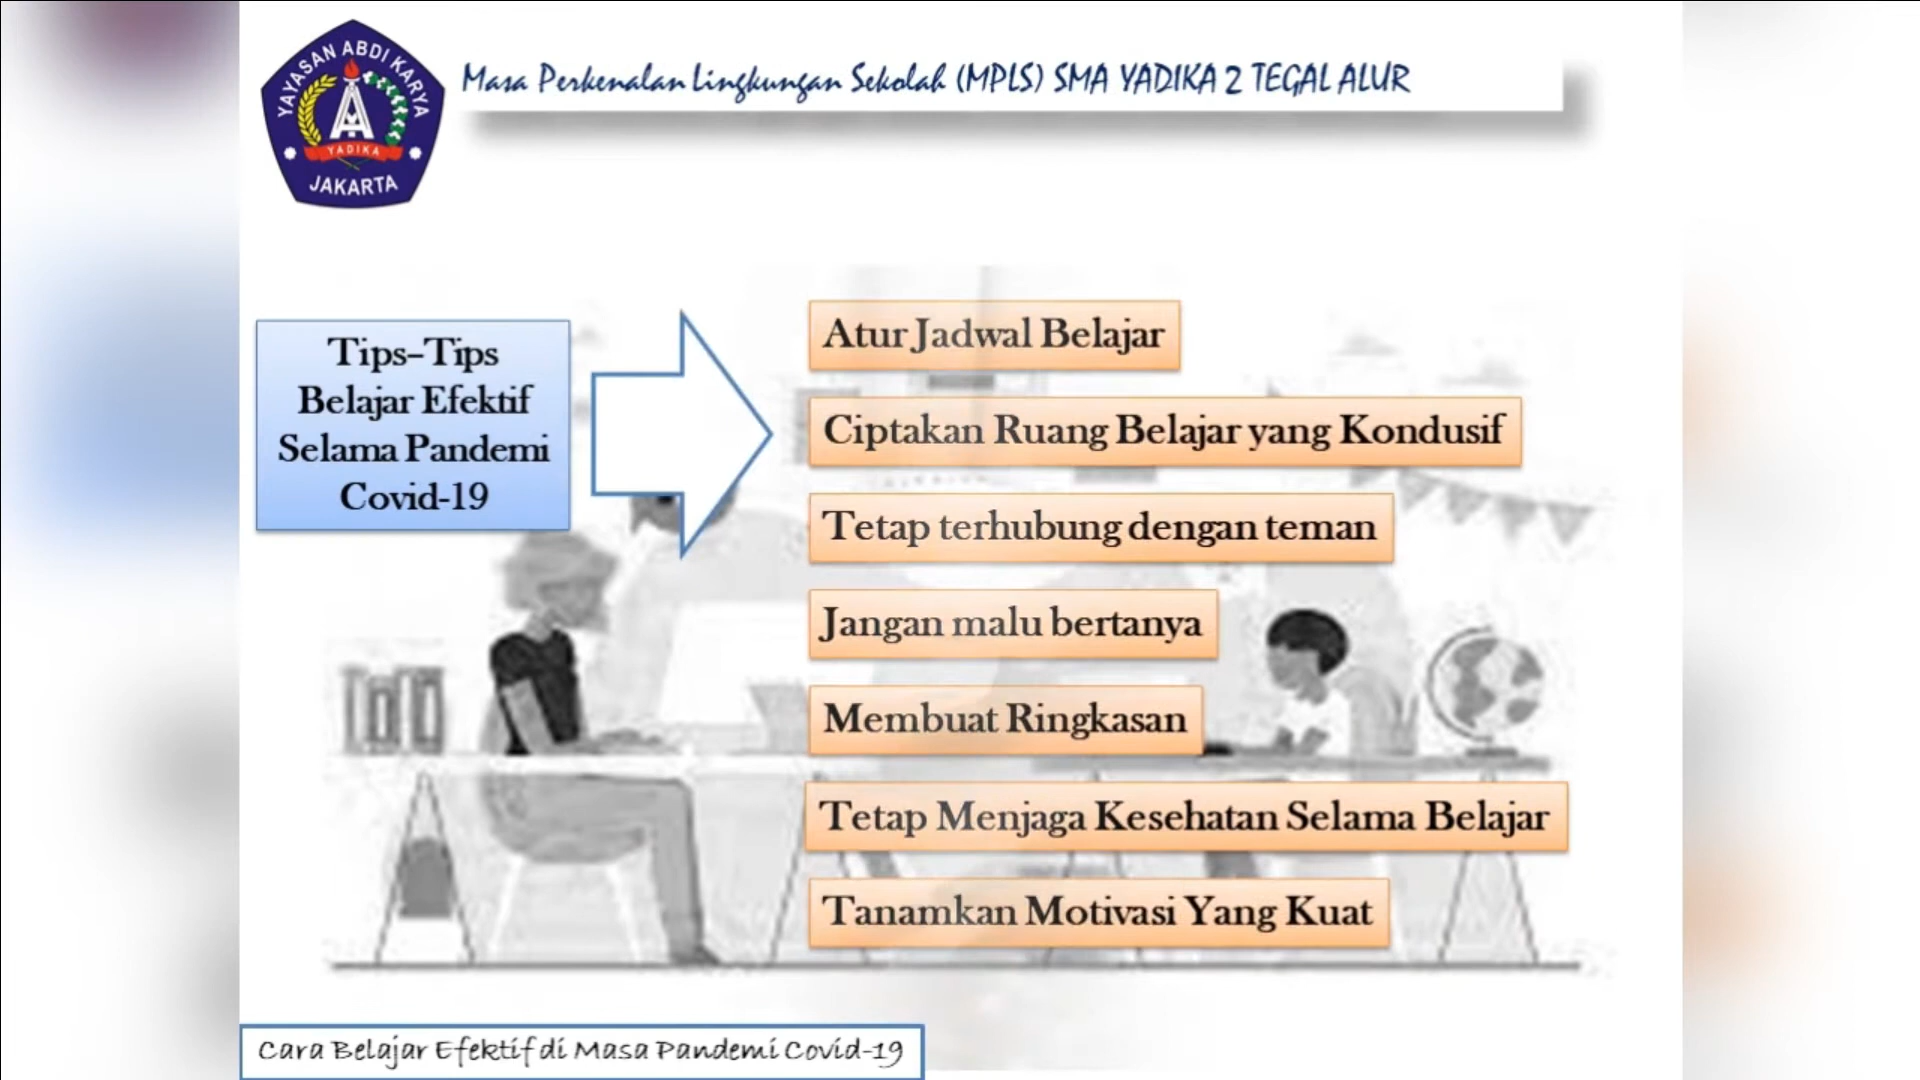 YAYASAN ABDI KARYA
YADIKA
JAKARTA
Masa Perkenalan Lingkungan Sekolah (MPLS) SMA YADIKA 2 TEGAL ALUR
Tips-Tips
Belajar Efektif
Selama Pandemi
Covid-19
Atur Jadwal Belajar
Ciptakan Ruang Belajar yang Kondusif
Tetap terhubung dengan teman
Jangan malu bertanya
Membuat Ringkasan
Tetap Menjaga Kesehatan Selama Belajar
Tanamkan Motivasi Yang Kuat
Cara Belajar Efektif di Masa Pandemi Covid-19